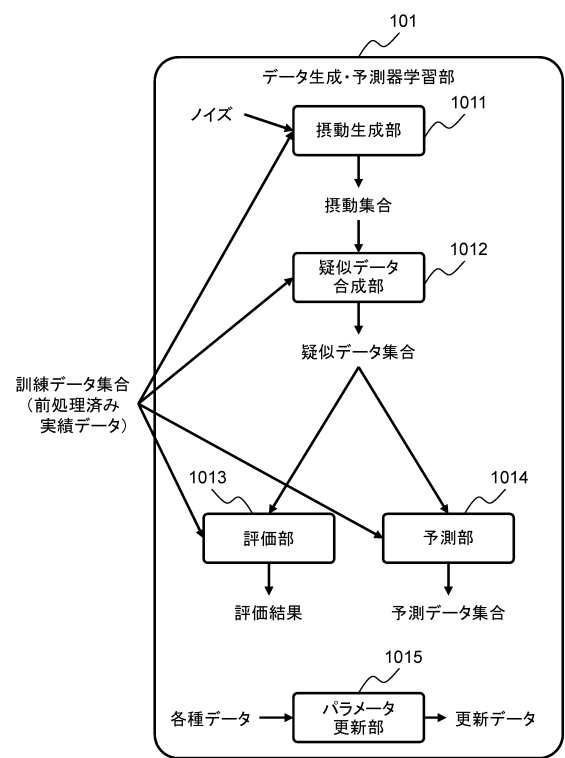 101
データ生成・予測器学習部
1011
ノイズ
摂動生成部
摂動集合
1012
疑似データ
合成部
疑似データ集合
訓練データ集合
（前処理済み
実績データ）
1013
1014
評価部
予測部
評価結果
予測データ集合
1015
各種データ
パラメータ
更新部
更新データ